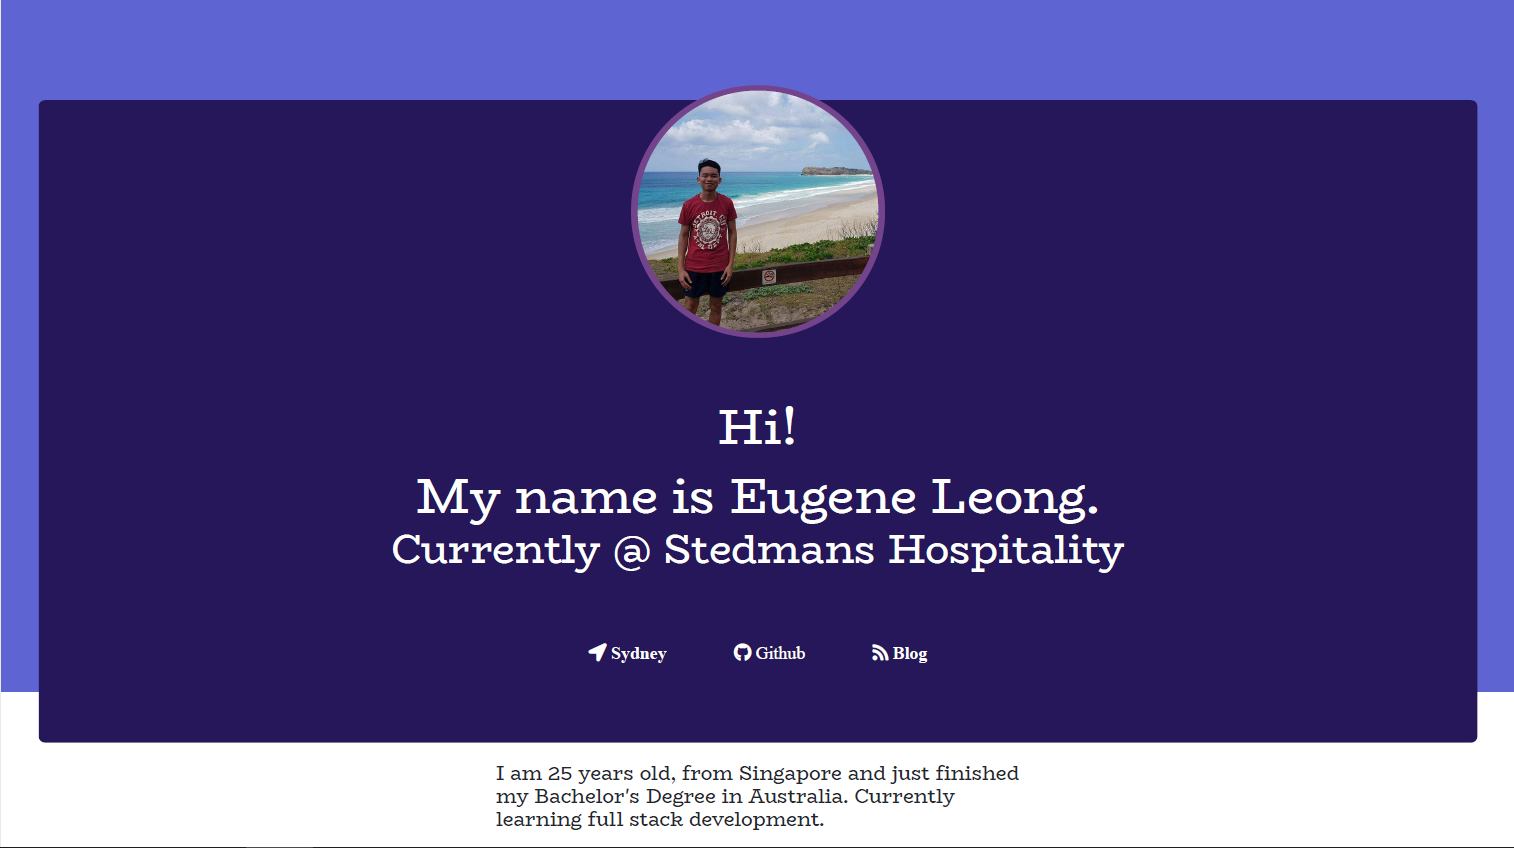 Hi!
My name is Eugene Leong.
Currently @ Stedmans Hospitality
Sydney Github Blog
I am 25 years old, from Singapore and just finished
my Bachelor's Degree in Australia. Currently
learning full stack development.